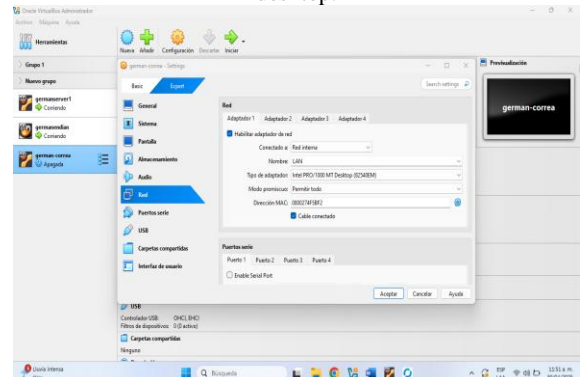 Oracle VirtualBox Administrador
Archivo Máquina Ayuda
Herramientas
Nueva Añadir Configuración Descartar Iniciar
Grupo 1
Nuevo grupo
germanserver1
Corriendo
Corriendo
german correa
Apagada
german-correa - Settings
Basic Expert
Search settings
General
Sistema
Pantalla
Almacenamiento
Audio
Red
Puertos serie
USB
Carpetas compartidas
Interfaz de usuario
Red
Adaptador 1 Adaptador 2 Adaptador 3 Adaptador 4
Habilitar adaptador de red
Conectado a: Red interna
Nombre: LAN
Tipo de adaptador: Intel PRO/1000 MT Desktop (82540EM)
Modo promiscuo: Permitir todo
Dirección MAC:
Cable conectado
Puertos serie
Puerto 1 Puerto 2 Puerto 3 Puerto 4
Enable Serial Port
Aceptar Cancelar Ayuda
Previsualización
german-correa
USB
Controlador USB: OHCI, EHCI
Filtros de dispositivos: 0 (0 activo)
Carpetas compartidas
Ninguno
Lluvia intensa
Búsqueda
ESP